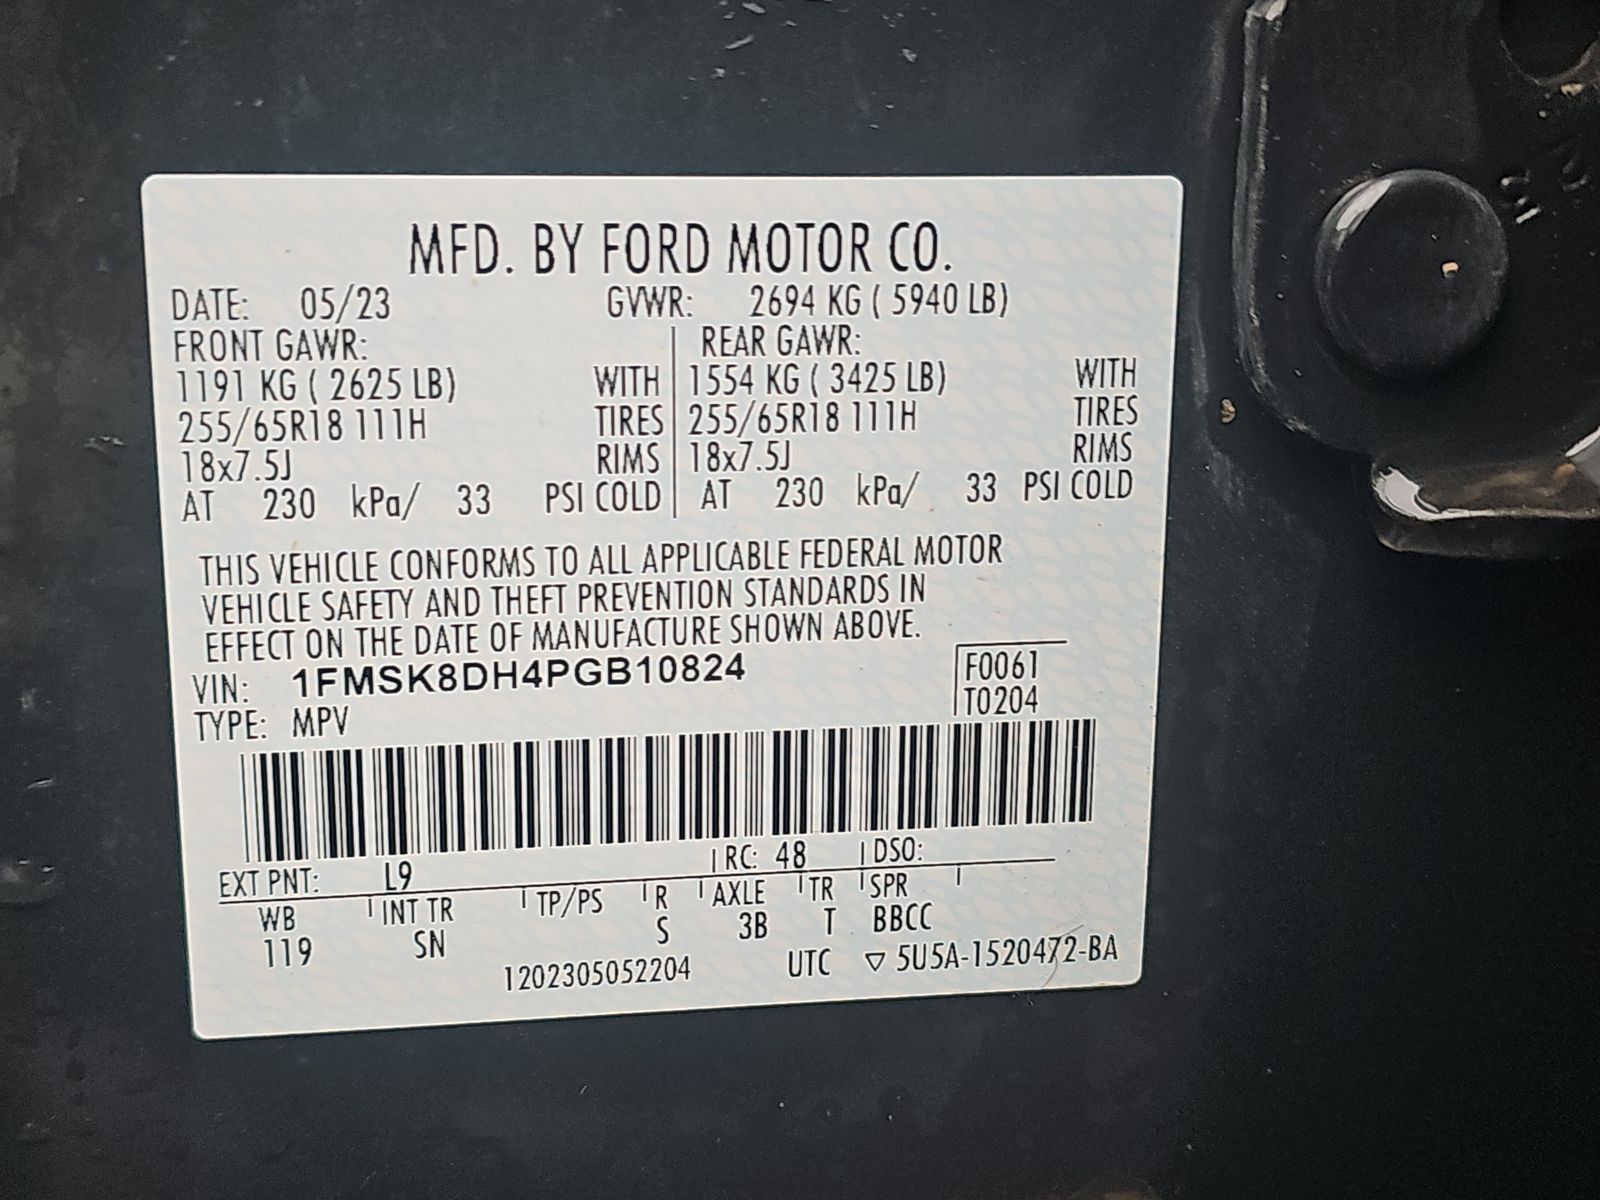 MFD. BY FORD MOTOR CO.
DATE: 05/23 GVWR: 2694 KG ( 5940 LB)
FRONT GAWR: REAR GAWR:
1191 KG ( 2625 LB) WITH 1554 KG ( 3425 LB) WITH
255/65R18 111H TIRES 255/65R18 111H TIRES
18x7.5J RIMS 18x7.5J RIMS
AT 230 kPa/ 33 PSI COLD AT 230 kPa/ 33 PSI COLD
THIS VEHICLE CONFORMS TO ALL APPLICABLE FEDERAL MOTOR
VEHICLE SAFETY AND THEFT PREVENTION STANDARDS IN
EFFECT ON THE DATE OF MANUFACTURE SHOWN ABOVE.
VIN: 1FMSK8DH4PGB10824 F0061
TYPE: MPV T0204
EXT PNT: L9 RC: 48 DSO:
WB INT TR TP/PS R AXLE TR SPR
119 SN S 3B T BBCC
1202305052204 UTC ▽ 5U5A-1520472-BA